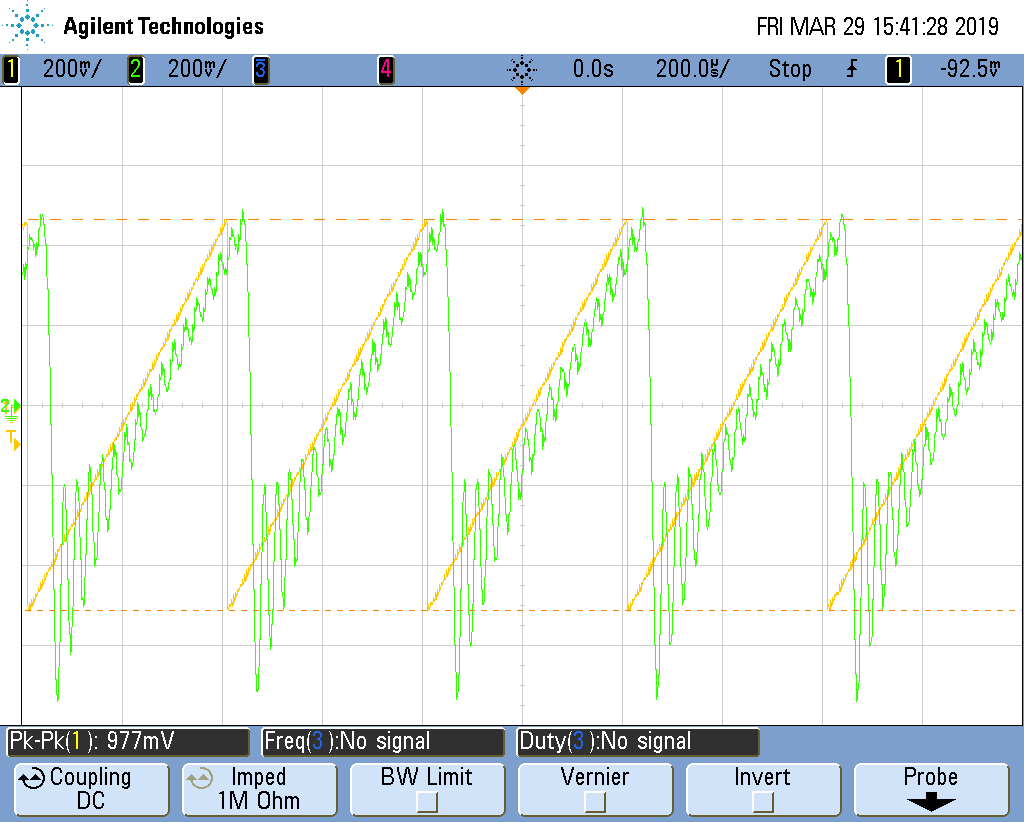 Agilent Technologies
FRI MAR 29 15:41:28 2019
1 200mV/ 2 200mV/ 3 4 0.0s 200.0µs/ Stop 1 -92.5mV
2
T
Pk-Pk(1): 977mV Freq(3):No signal Duty(3):No signal
Coupling Imped BW Limit Vernier Invert Probe
DC 1M Ohm